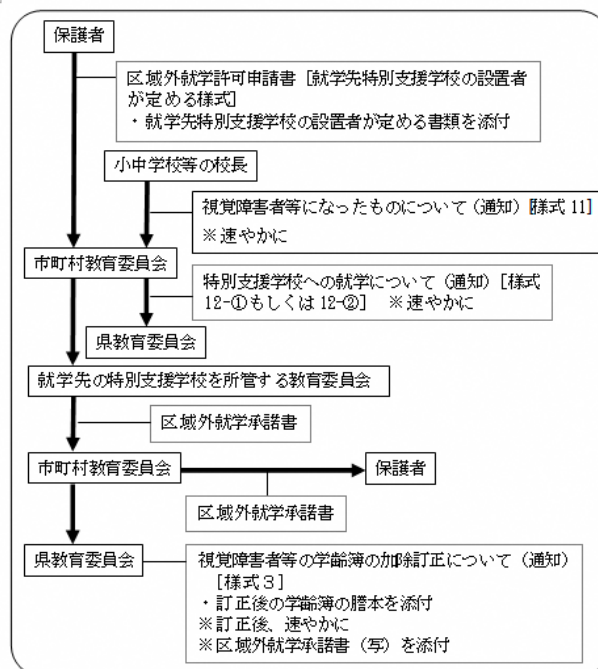 保護者
区域外就学許可申請書［就学先特別支援学校の設置者
が定める様式］
・就学先特別支援学校の設置者が定める書類を添付
小中学校等の校長
視覚障害者等になったものについて（通知）［様式 11］
※速やかに
市町村教育委員会
特別支援学校への就学について（通知）［様式
12-①もしくは 12-②］　※速やかに
県教育委員会
就学先の特別支援学校を所管する教育委員会
区域外就学承諾書
市町村教育委員会
保護者
区域外就学承諾書
県教育委員会
視覚障害者等の学齢簿の加除訂正について（通知）
［様式３］
・訂正後の学齢簿の謄本を添付
※訂正後、速やかに
※区域外就学承諾書（写）を添付